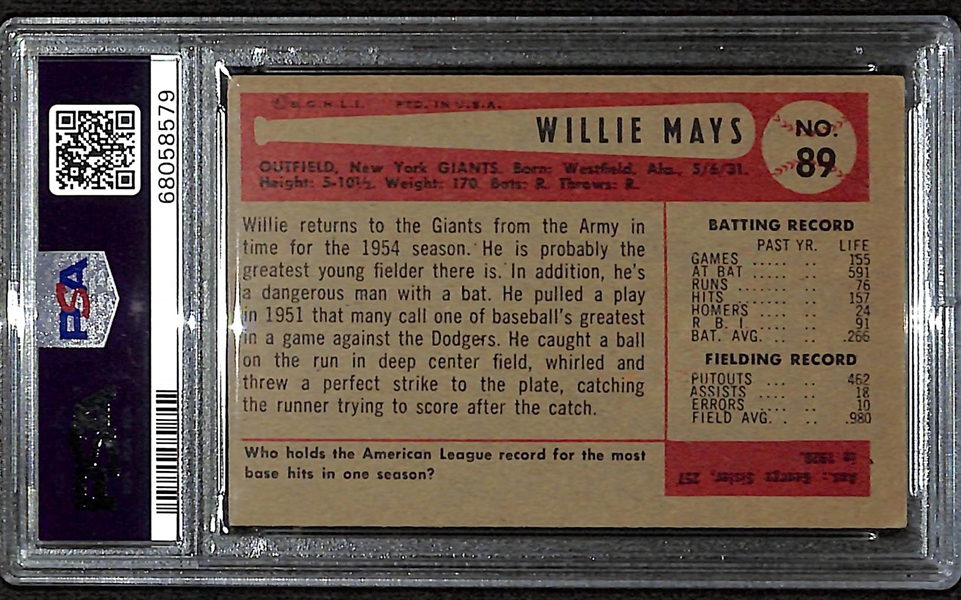 68058579
PSA
© B.G.H.L.I. PTD. IN U.S.A.
WILLIE MAYS
NO.
89
OUTFIELD, New York GIANTS. Born: Westfield, Ala., 5/6/31.
Height: 5-10½. Weight: 170. Bats: R. Throws: R.
Willie returns to the Giants from the Army in
time for the 1954 season. He is probably the
greatest young fielder there is. In addition, he's
a dangerous man with a bat. He pulled a play
in 1951 that many call one of baseball's greatest
in a game against the Dodgers. He caught a ball
on the run in deep center field, whirled and
threw a perfect strike to the plate, catching
the runner trying to score after the catch.
Who holds the American League record for the most
base hits in one season?
BATTING RECORD
PAST YR. LIFE
GAMES ..... .. 155
AT BAT ..... .. 591
RUNS ..... .. 76
HITS ..... .. 157
HOMERS .... .. 24
R. B. I. .... .. 91
BAT. AVG. .. .. .266
FIELDING RECORD
PUTOUTS .... .. 462
ASSISTS .... .. 18
ERRORS .... .. 10
FIELD AVG. . .. .980
Ans.: George Sisler, 257
in 1920.